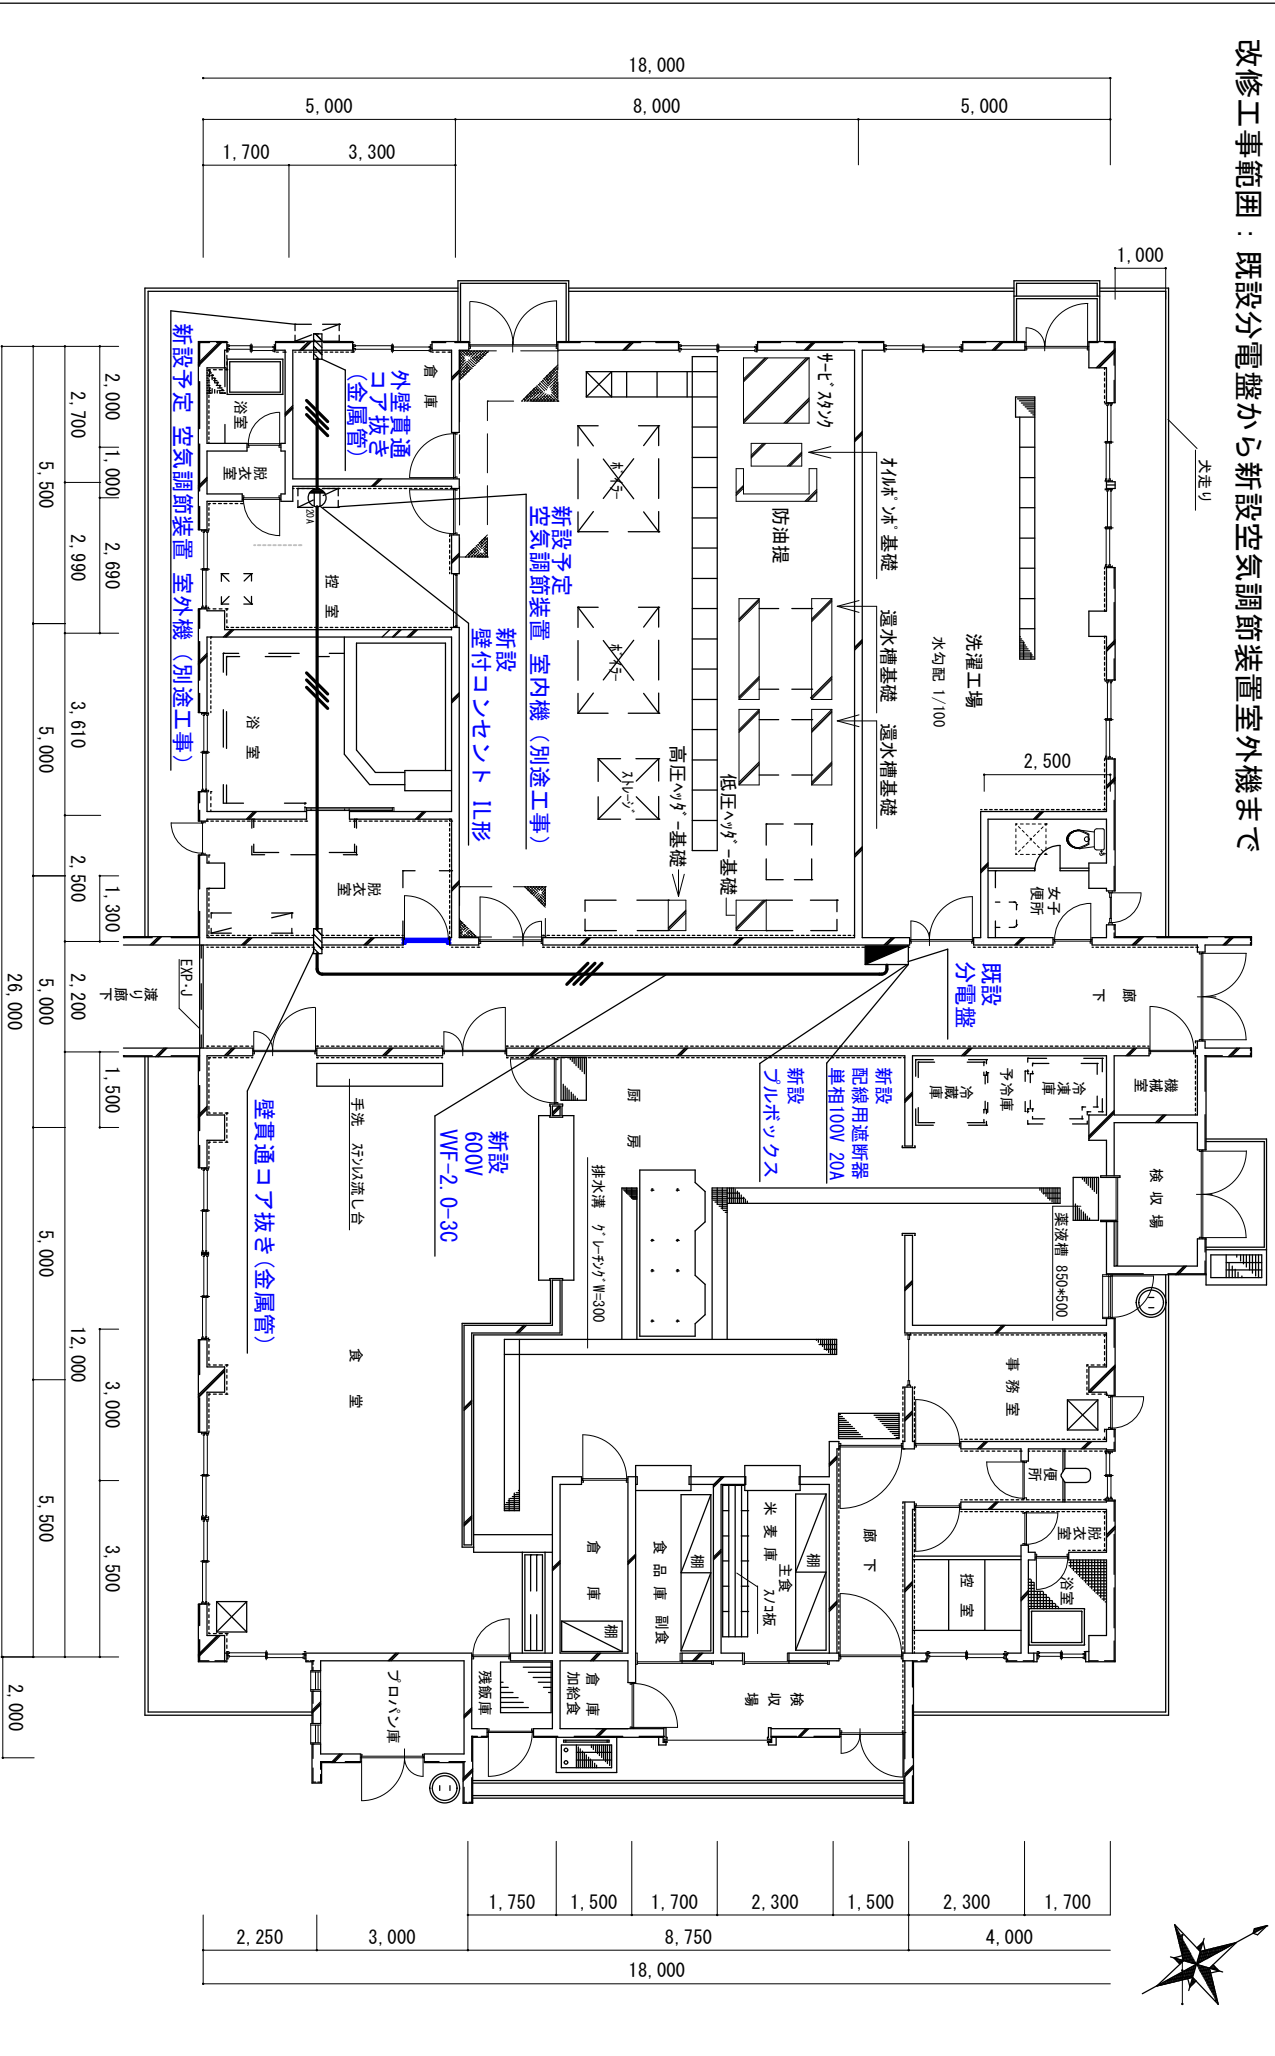 改修工事範囲：既設分電盤から新設空気調節装置室外機まで
18,000
5,000
8,000
5,000
1,700
3,300
1,000
犬走り
サービスタンク
オイルポンプ基礎
防油提
還水槽基礎
還水槽基礎
洗濯工場
水勾配 1/100
2,500
女子
便所
ボイラー
ボイラー
ストレージ
高圧ヘッダー基礎
低圧ヘッダー基礎
倉庫
外壁貫通
コア抜き
(金属管)
浴室
脱衣室
20A
控室
新設予定
空気調節装置 室内機（別途工事）
新設
壁付コンセント IL形
新設予定 空気調節装置 室外機（別途工事）
浴室
脱衣室
既設
分電盤
廊下
EXP.J
渡り廊下
新設
配線用遮断器
単相100V 20A
新設
プルボックス
新設
600V
VVF-2.0-3C
壁貫通コア抜き(金属管)
手洗 ステンレス流し台
厨房
排水溝 グレーチングW=300
冷蔵庫
予冷庫
冷凍庫
機械室
検収場
薬液槽 850*500
事務室
便所
脱衣室
浴室
控室
廊下
食堂
米麦庫 主食
スノコ板
棚
食品庫 副食
棚
倉庫
棚
検収場
倉庫
加給食
残飯庫
プロパン庫
2,000
1,000
2,690
1,300
1,500
3,000
3,500
2,700
2,990
3,610
2,500
2,200
12,000
5,500
5,000
5,000
5,000
5,500
26,000
2,000
1,750
1,500
1,700
2,300
1,500
2,300
1,700
2,250
3,000
8,750
4,000
18,000